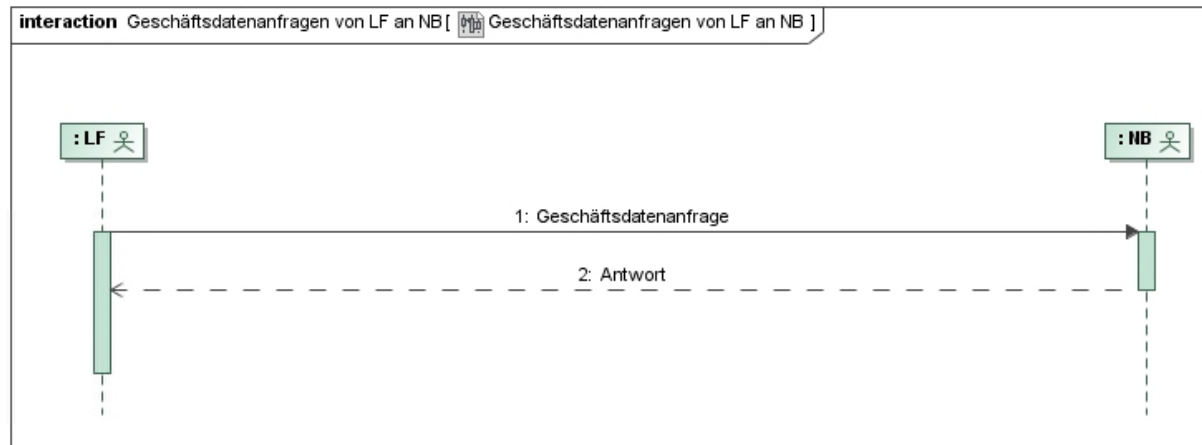 interaction Geschäftsdatenanfragen von LF an NB [ Geschäftsdatenanfragen von LF an NB ]
: LF
: NB
1: Geschäftsdatenanfrage
2: Antwort